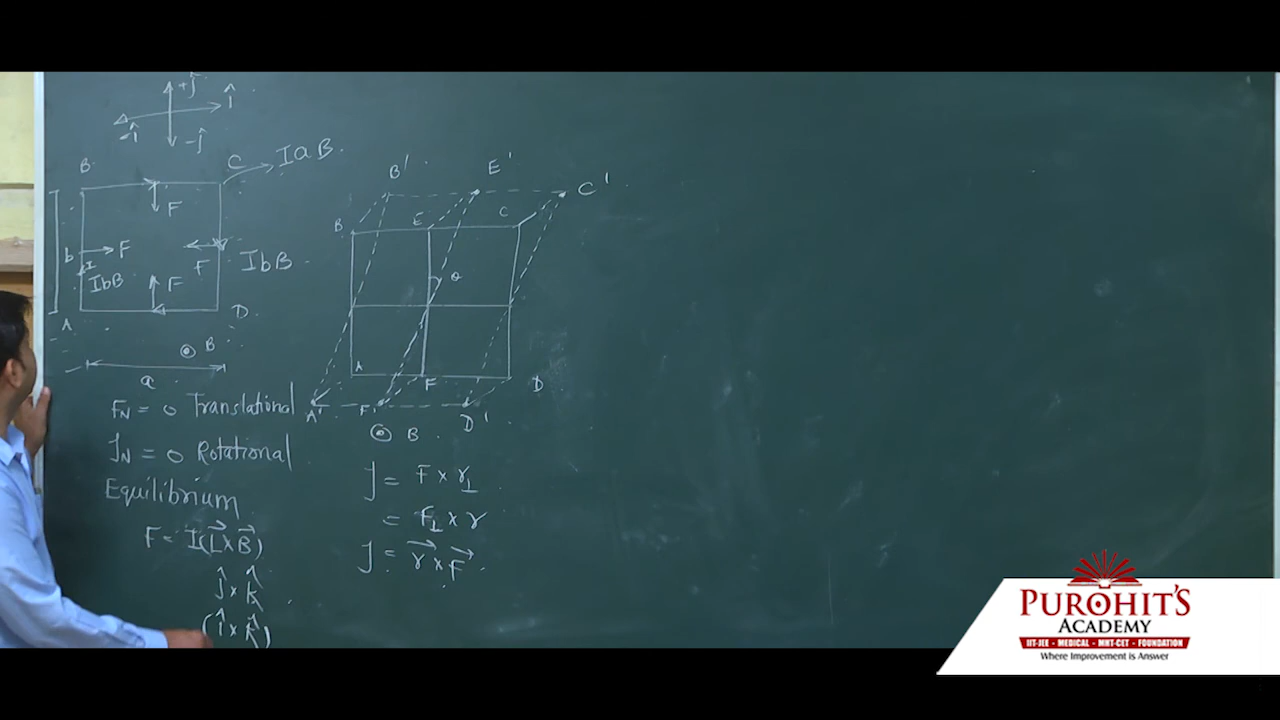 +ĵ
î
-î
-ĵ
B
C
IaB.
F
b
F
I
IbB
F
F
IbB
A
D
B
a
F_N = 0 Translational
τ_N = 0 Rotational
Equilibrium
F = I(L⃗ × B⃗)
ĵ × k̂
(î × k̂)
B'
E'
C'
B
E
C
θ
A
F
D
A'
F'
D'
B
τ = F × r⊥
= F⊥ × r
τ = r⃗ × F⃗
PUROHIT'S
ACADEMY
IIT-JEE - MEDICAL - MHT-CET - FOUNDATION
Where Improvement is Answer